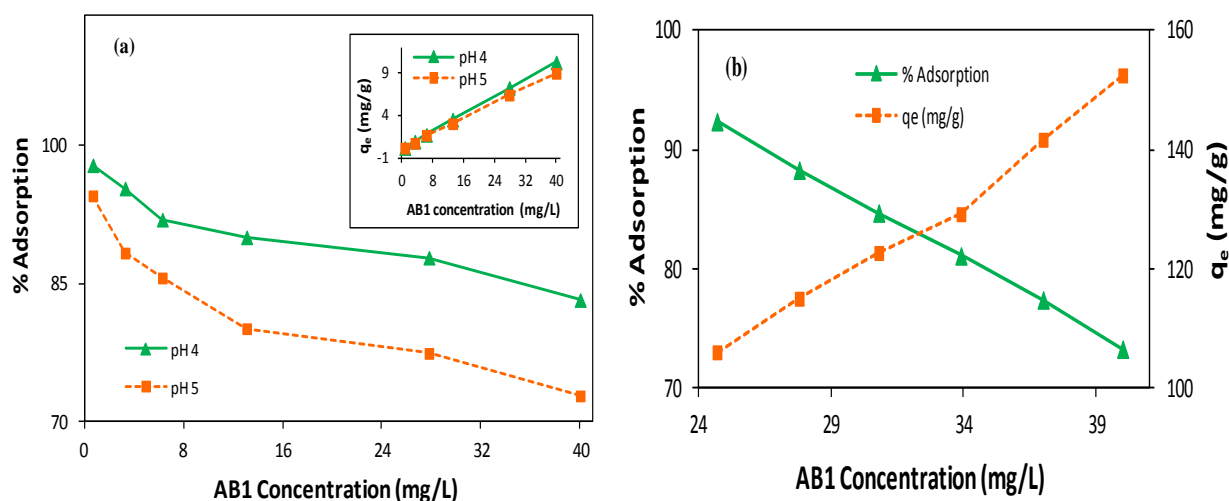 (a)
% Adsorption
100
85
70
0
8
16
24
32
40
AB1 Concentration (mg/L)
pH 4
pH 5
pH 4
pH 5
qe (mg/g)
9
4
-1
0
8
16
24
32
40
AB1 concentration (mg/L)
(b)
% Adsorption
100
90
80
70
24
29
34
39
AB1 Concentration (mg/L)
% Adsorption
qe (mg/g)
160
140
120
100
qe (mg/g)